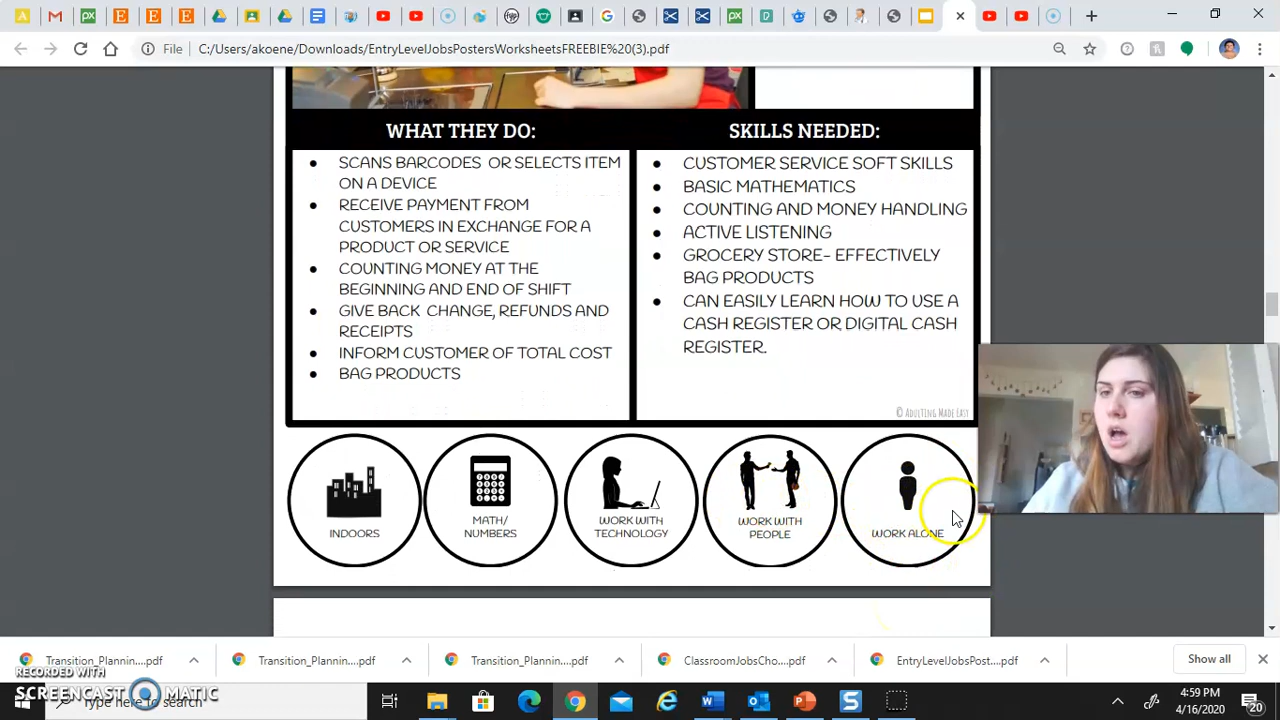 File
C:/Users/akoene/Downloads/EntryLevelJobsPostersWorksheetsFREEBIE%20(3).pdf
WHAT THEY DO:
SCANS BARCODES OR SELECTS ITEM
ON A DEVICE
RECEIVE PAYMENT FROM
CUSTOMERS IN EXCHANGE FOR A
PRODUCT OR SERVICE
COUNTING MONEY AT THE
BEGINNING AND END OF SHIFT
GIVE BACK CHANGE, REFUNDS AND
RECEIPTS
INFORM CUSTOMER OF TOTAL COST
BAG PRODUCTS
SKILLS NEEDED:
CUSTOMER SERVICE SOFT SKILLS
BASIC MATHEMATICS
COUNTING AND MONEY HANDLING
ACTIVE LISTENING
GROCERY STORE- EFFECTIVELY
BAG PRODUCTS
CAN EASILY LEARN HOW TO USE A
CASH REGISTER OR DIGITAL CASH
REGISTER.
© ADULTING MADE EASY
INDOORS
MATH/
NUMBERS
WORK WITH
TECHNOLOGY
WORK WITH
PEOPLE
WORK ALONE
Transition_Plannin....pdf
Transition_Plannin....pdf
Transition_Plannin....pdf
ClassroomJobsCho....pdf
EntryLevelJobsPost....pdf
Show all
RECORDED WITH
SCREENCAST MATIC
Type here to search
4:59 PM
4/16/2020
20